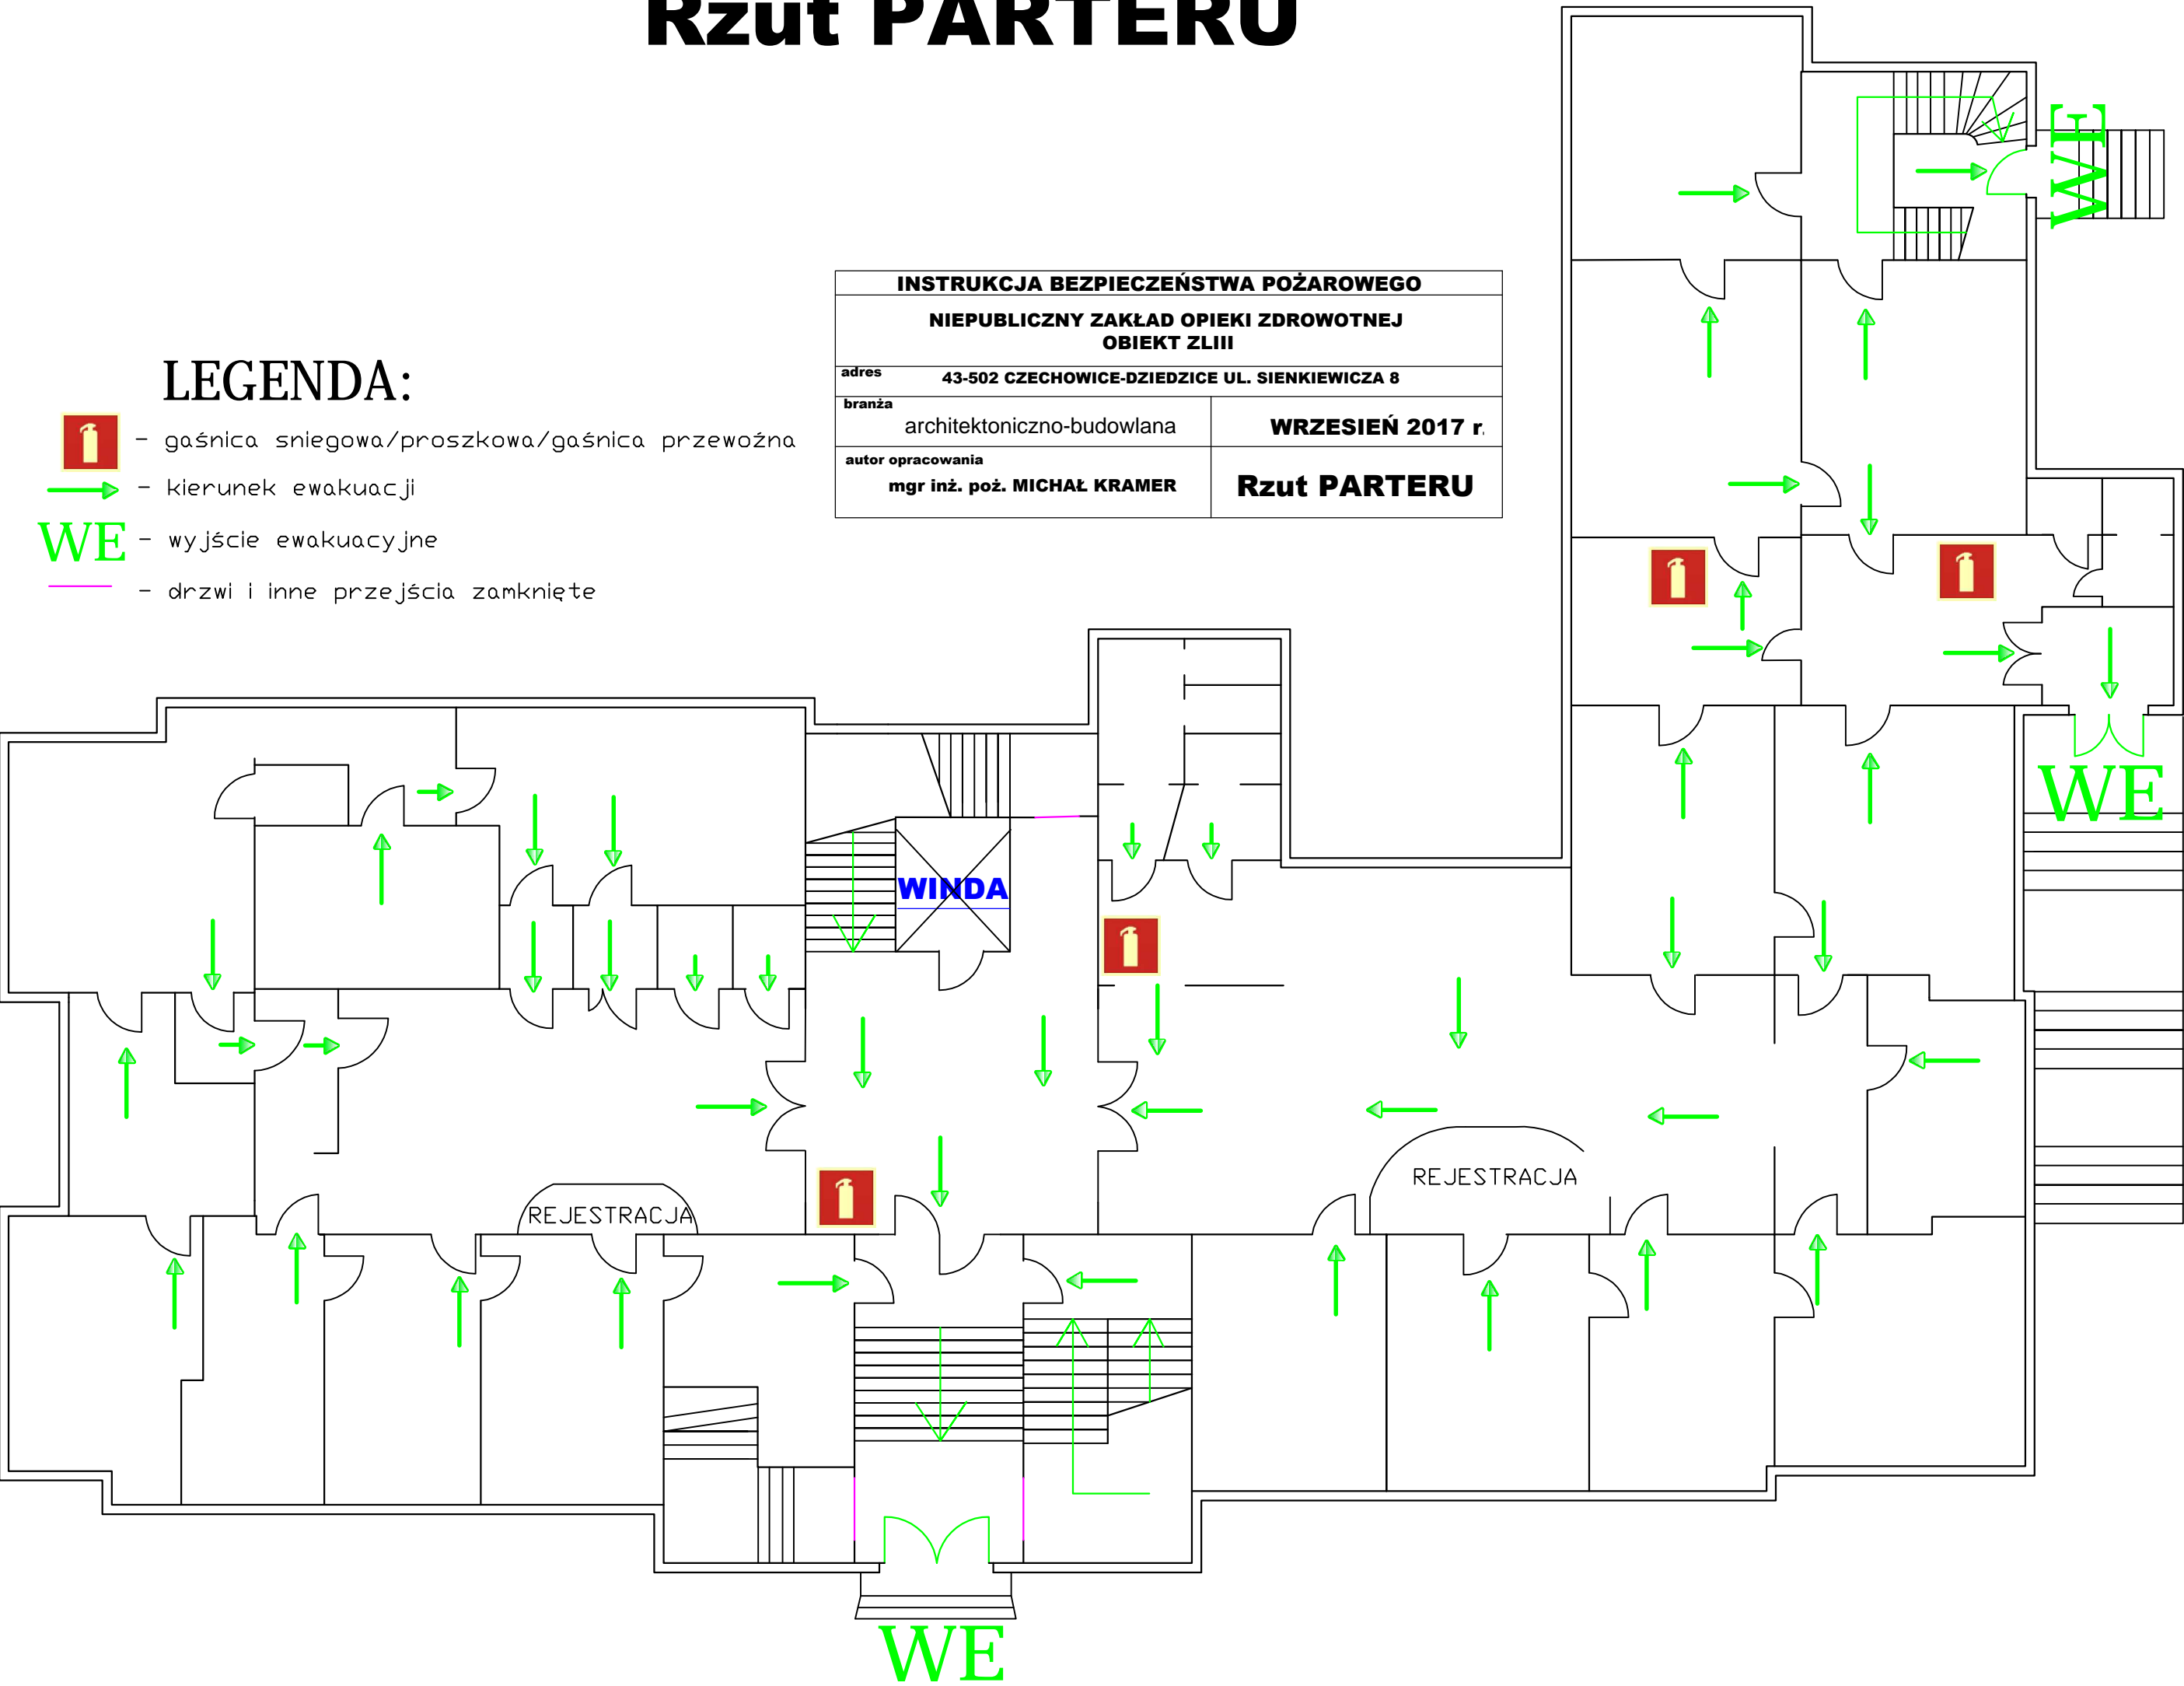 Rzut PARTERU
WE
INSTRUKCJA BEZPIECZEŃSTWA POŻAROWEGO
NIEPUBLICZNY ZAKŁAD OPIEKI ZDROWOTNEJ
OBIEKT ZLIII
adres
43-502 CZECHOWICE-DZIEDZICE UL. SIENKIEWICZA 8
branża
architektoniczno-budowlana
WRZESIEŃ 2017 r.
autor opracowania
mgr inż. poż. MICHAŁ KRAMER
Rzut PARTERU
LEGENDA:
- gaśnica sniegowa/proszkowa/gaśnica przewoźna
- kierunek ewakuacji
WE - wyjście ewakuacyjne
- drzwi i inne przejścia zamknięte
WE
WINDA
REJESTRACJA
REJESTRACJA
WE